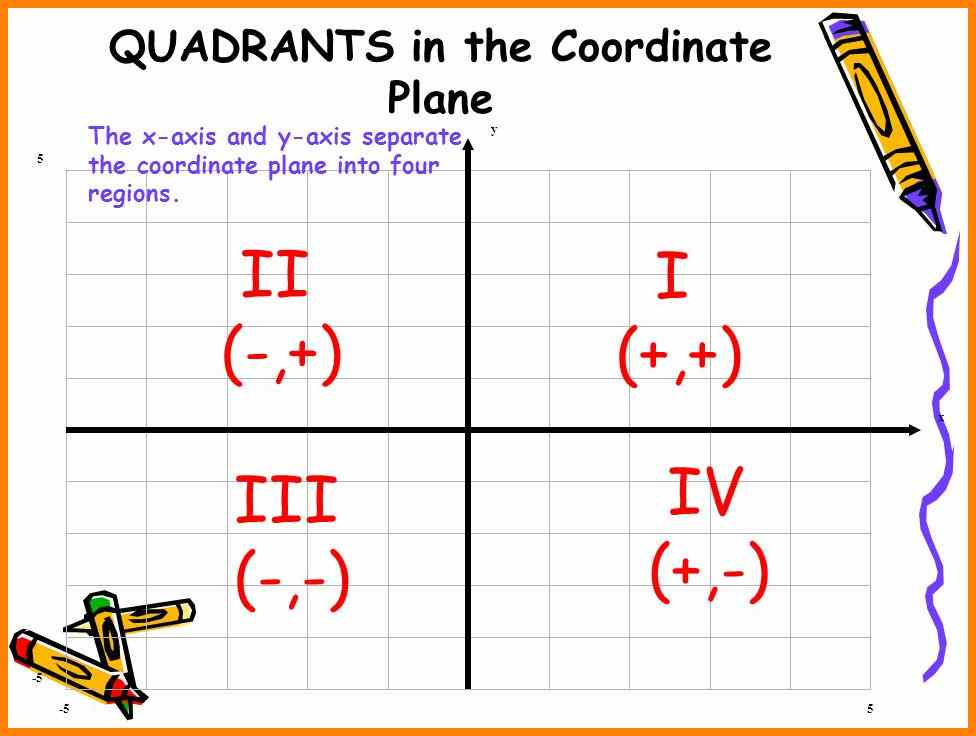 QUADRANTS in the Coordinate
Plane
The x-axis and y-axis separate
the coordinate plane into four
regions.
y
5
II
I
(-,+)
(+,+)
x
III
IV
(-,-)
(+,-)
-5
-5
5